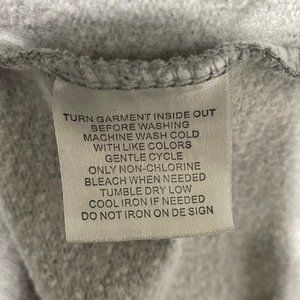 TURN GARMENT INSIDE OUT
BEFORE WASHING
MACHINE WASH COLD
WITH LIKE COLORS
GENTLE CYCLE
ONLY NON-CHLORINE
BLEACH WHEN NEEDED
TUMBLE DRY LOW
COOL IRON IF NEEDED
DO NOT IRON ON DE SIGN